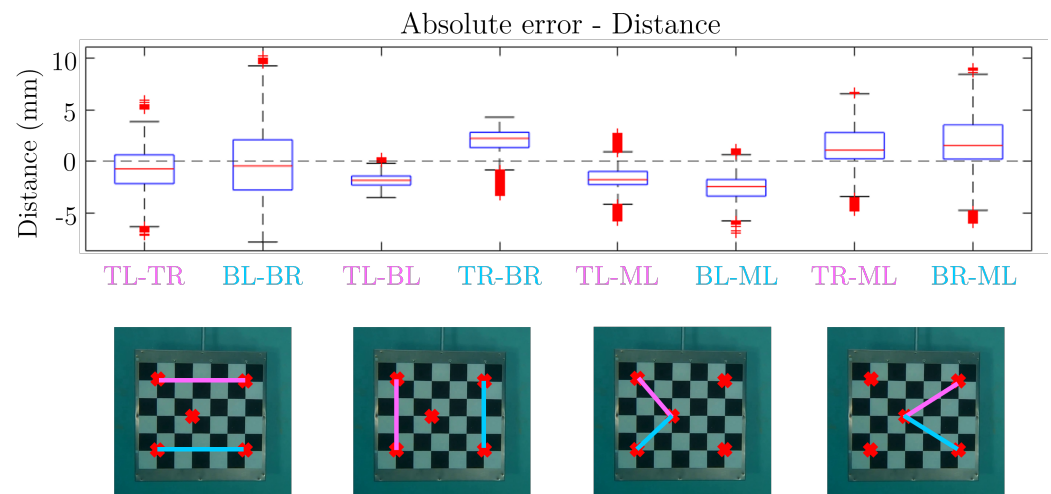 Absolute error - Distance
Distance (mm)
10
5
0
-5
TL-TR BL-BR TL-BL TR-BR TL-ML BL-ML TR-ML BR-ML